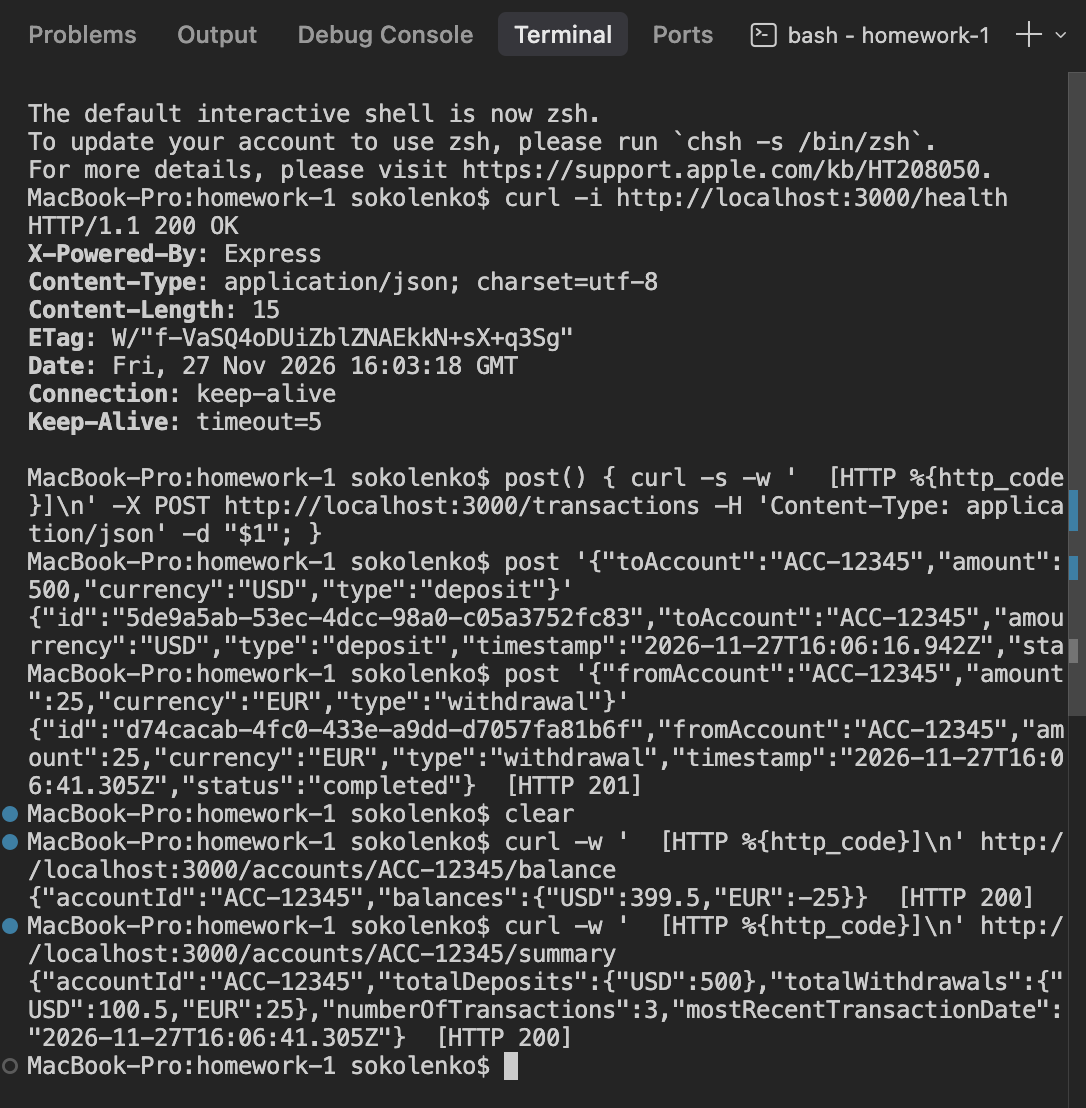 Problems Output Debug Console Terminal Ports bash - homework-1
The default interactive shell is now zsh.
To update your account to use zsh, please run `chsh -s /bin/zsh`.
For more details, please visit https://support.apple.com/kb/HT208050.
MacBook-Pro:homework-1 sokolenko$ curl -i http://localhost:3000/health
HTTP/1.1 200 OK
X-Powered-By: Express
Content-Type: application/json; charset=utf-8
Content-Length: 15
ETag: W/"f-VaSQ4oDUiZblZNAEkkN+sX+q3Sg"
Date: Fri, 27 Nov 2026 16:03:18 GMT
Connection: keep-alive
Keep-Alive: timeout=5
MacBook-Pro:homework-1 sokolenko$ post() { curl -s -w '  [HTTP %{http_code
}]\n' -X POST http://localhost:3000/transactions -H 'Content-Type: applica
tion/json' -d "$1"; }
MacBook-Pro:homework-1 sokolenko$ post '{"toAccount":"ACC-12345","amount":
500,"currency":"USD","type":"deposit"}'
{"id":"5de9a5ab-53ec-4dcc-98a0-c05a3752fc83","toAccount":"ACC-12345","amou
rrency":"USD","type":"deposit","timestamp":"2026-11-27T16:06:16.942Z","sta
MacBook-Pro:homework-1 sokolenko$ post '{"fromAccount":"ACC-12345","amount
":25,"currency":"EUR","type":"withdrawal"}'
{"id":"d74cacab-4fc0-433e-a9dd-d7057fa81b6f","fromAccount":"ACC-12345","am
ount":25,"currency":"EUR","type":"withdrawal","timestamp":"2026-11-27T16:0
6:41.305Z","status":"completed"}  [HTTP 201]
MacBook-Pro:homework-1 sokolenko$ clear
MacBook-Pro:homework-1 sokolenko$ curl -w '  [HTTP %{http_code}]\n' http:/
/localhost:3000/accounts/ACC-12345/balance
{"accountId":"ACC-12345","balances":{"USD":399.5,"EUR":-25}}  [HTTP 200]
MacBook-Pro:homework-1 sokolenko$ curl -w '  [HTTP %{http_code}]\n' http:/
/localhost:3000/accounts/ACC-12345/summary
{"accountId":"ACC-12345","totalDeposits":{"USD":500},"totalWithdrawals":{"
USD":100.5,"EUR":25},"numberOfTransactions":3,"mostRecentTransactionDate":
"2026-11-27T16:06:41.305Z"}  [HTTP 200]
MacBook-Pro:homework-1 sokolenko$